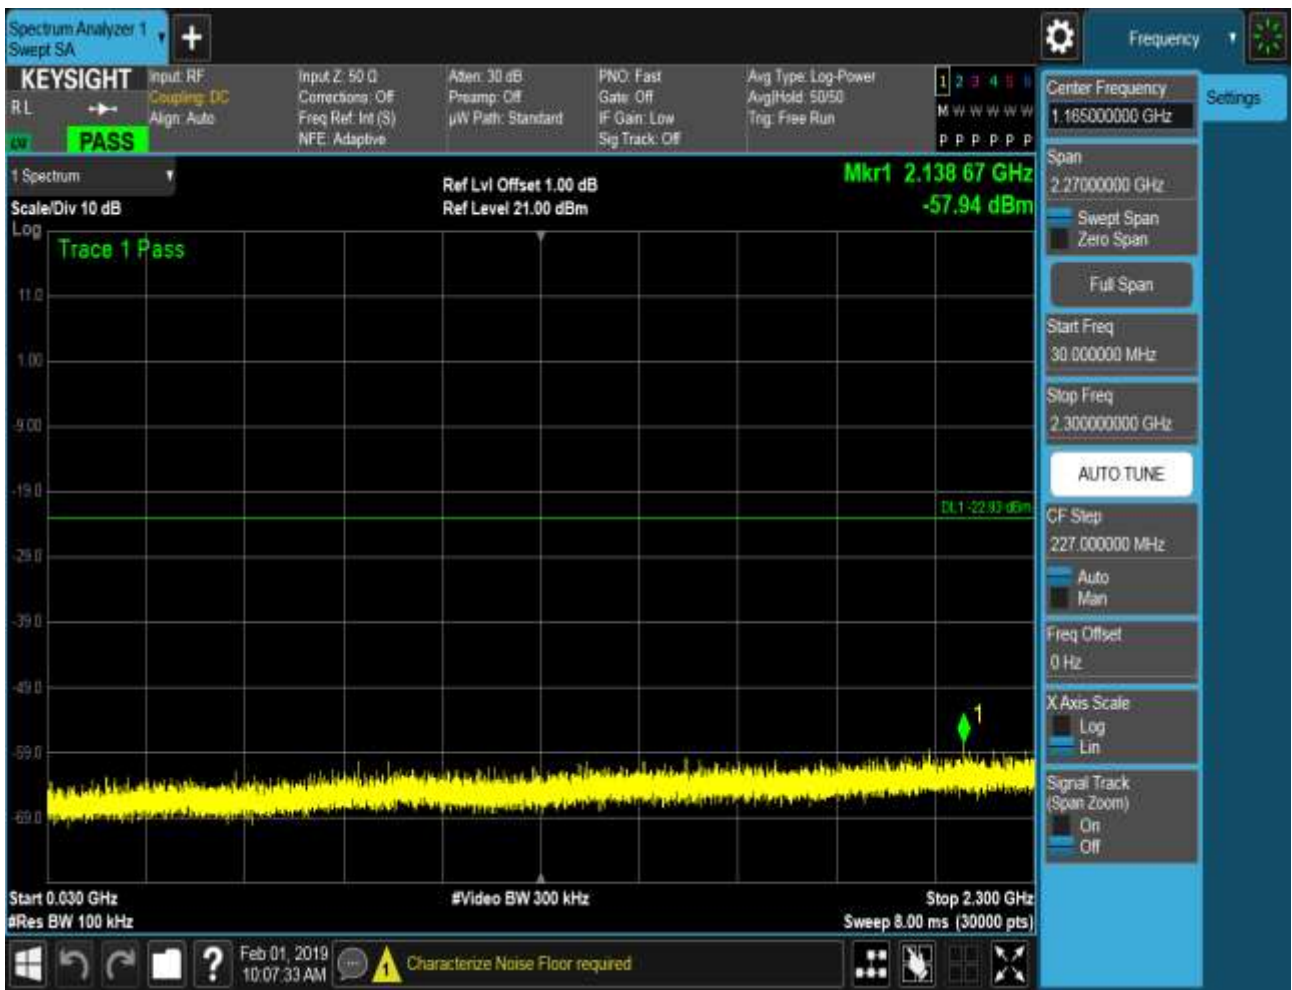 Spectrum Analyzer 1
Swept SA
+
Frequency
KEYSIGHT
Input: RF
Input Z: 50 Ω
Atten: 30 dB
PNO: Fast
Avg Type: Log-Power
1 2 3 4 5 6
R L
Coupling: DC
Corrections: Off
Preamp: Off
Gate: Off
Avg|Hold: 50/50
M W W W W W
Align: Auto
Freq Ref: Int (S)
µW Path: Standard
IF Gain: Low
Trig: Free Run
PASS
NFE: Adaptive
Sig Track: Off
P P P P P P
1 Spectrum
Ref Lvl Offset 1.00 dB
Mkr1 2.138 67 GHz
Scale/Div 10 dB
Ref Level 21.00 dBm
-57.94 dBm
Log
Trace 1 Pass
11.0
1.00
-9.00
-19.0
DL1 -22.93 dBm
-29.0
-39.0
-49.0
1
-59.0
-69.0
Start 0.030 GHz
#Video BW 300 kHz
Stop 2.300 GHz
#Res BW 100 kHz
Sweep 8.00 ms (30000 pts)
Center Frequency
1.165000000 GHz
Settings
Span
2.27000000 GHz
Swept Span
Zero Span
Full Span
Start Freq
30.000000 MHz
Stop Freq
2.300000000 GHz
AUTO TUNE
CF Step
227.000000 MHz
Auto
Man
Freq Offset
0 Hz
X Axis Scale
Log
Lin
Signal Track
(Span Zoom)
On
Off
?
Feb 01, 2019
10:07:33 AM
1
Characterize Noise Floor required